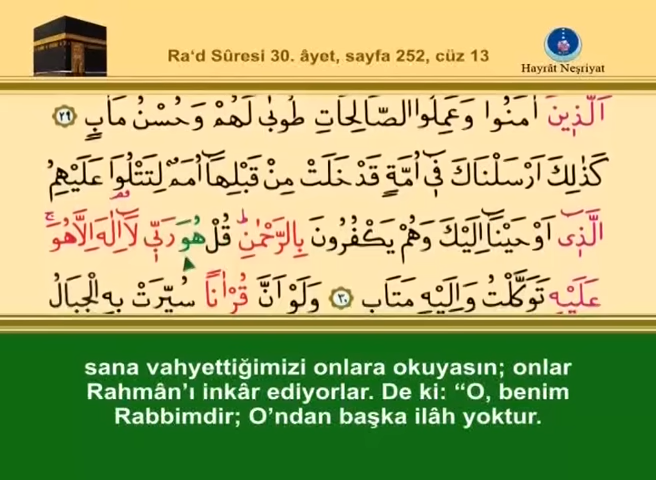 Ra'd Sûresi 30. âyet, sayfa 252, cüz 13
Hayrât Neşriyat
اَلَّذ۪ينَ اٰمَنُوا وَعَمِلُوا الصَّالِحَاتِ طُوبٰى لَهُمْ وَحُسْنُ مَاٰبٍ ٢٩
كَذٰلِكَ اَرْسَلْنَاكَ ف۪ٓي اُمَّةٍ قَدْ خَلَتْ مِنْ قَبْلِهَٓا اُمَمٌ لِتَتْلُوَ۬ا عَلَيْهِمُ
الَّذ۪ٓى اَوْحَيْنَٓا اِلَيْكَ وَهُمْ يَكْفُرُونَ بِالرَّحْمٰنِۜ قُلْ هُوَ رَبّ۪ى لَٓا اِلٰهَ اِلَّا هُوَۚ
عَلَيْهِ تَوَكَّلْتُ وَاِلَيْهِ مَتَابِ ٣٠ وَلَوْ اَنَّ قُرْاٰنًا سُيِّرَتْ بِهِ الْجِبَالُ
sana vahyettiğimizi onlara okuyasın; onlar
Rahmân'ı inkâr ediyorlar. De ki: “O, benim
Rabbimdir; O'ndan başka ilâh yoktur.